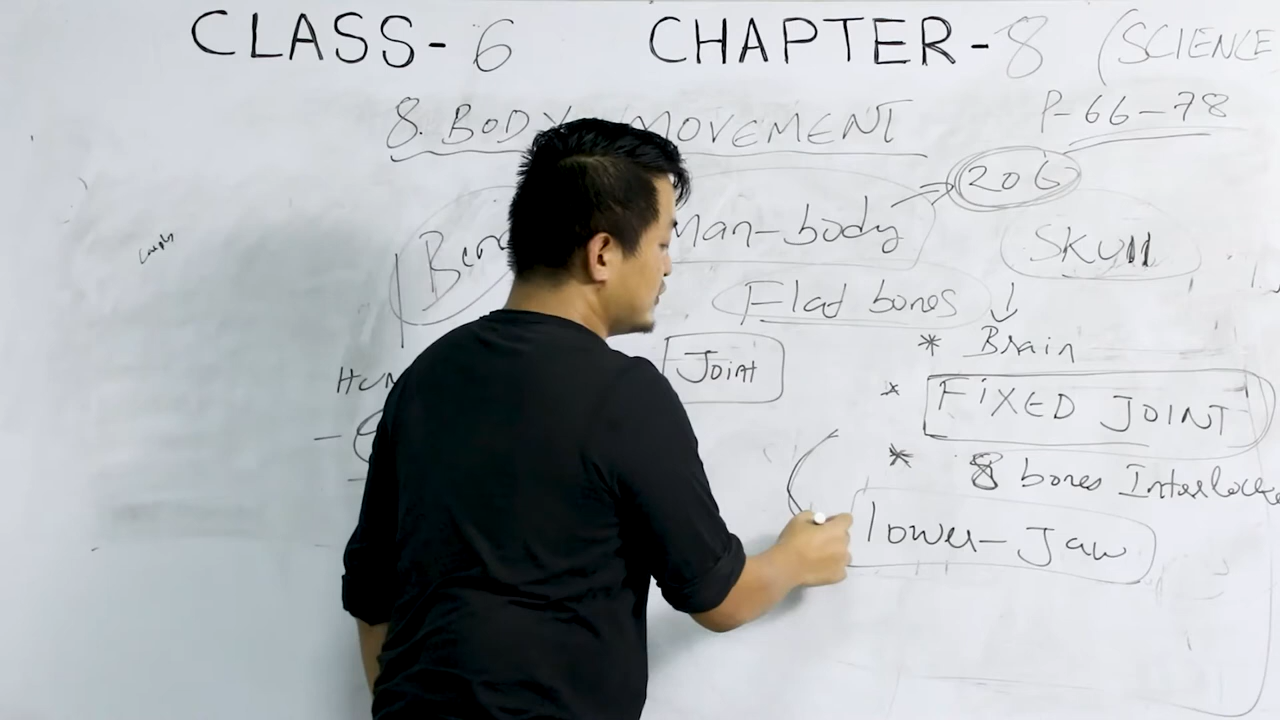 CLASS-6 CHAPTER-8 (SCIENCE
8. BODY MOVEMENT
P-66-78
man-body
206
SKUll
Flat bones
* Brain
Joint
* FIXED JOINT
* 8 bones Interlocke
lower-Jaw